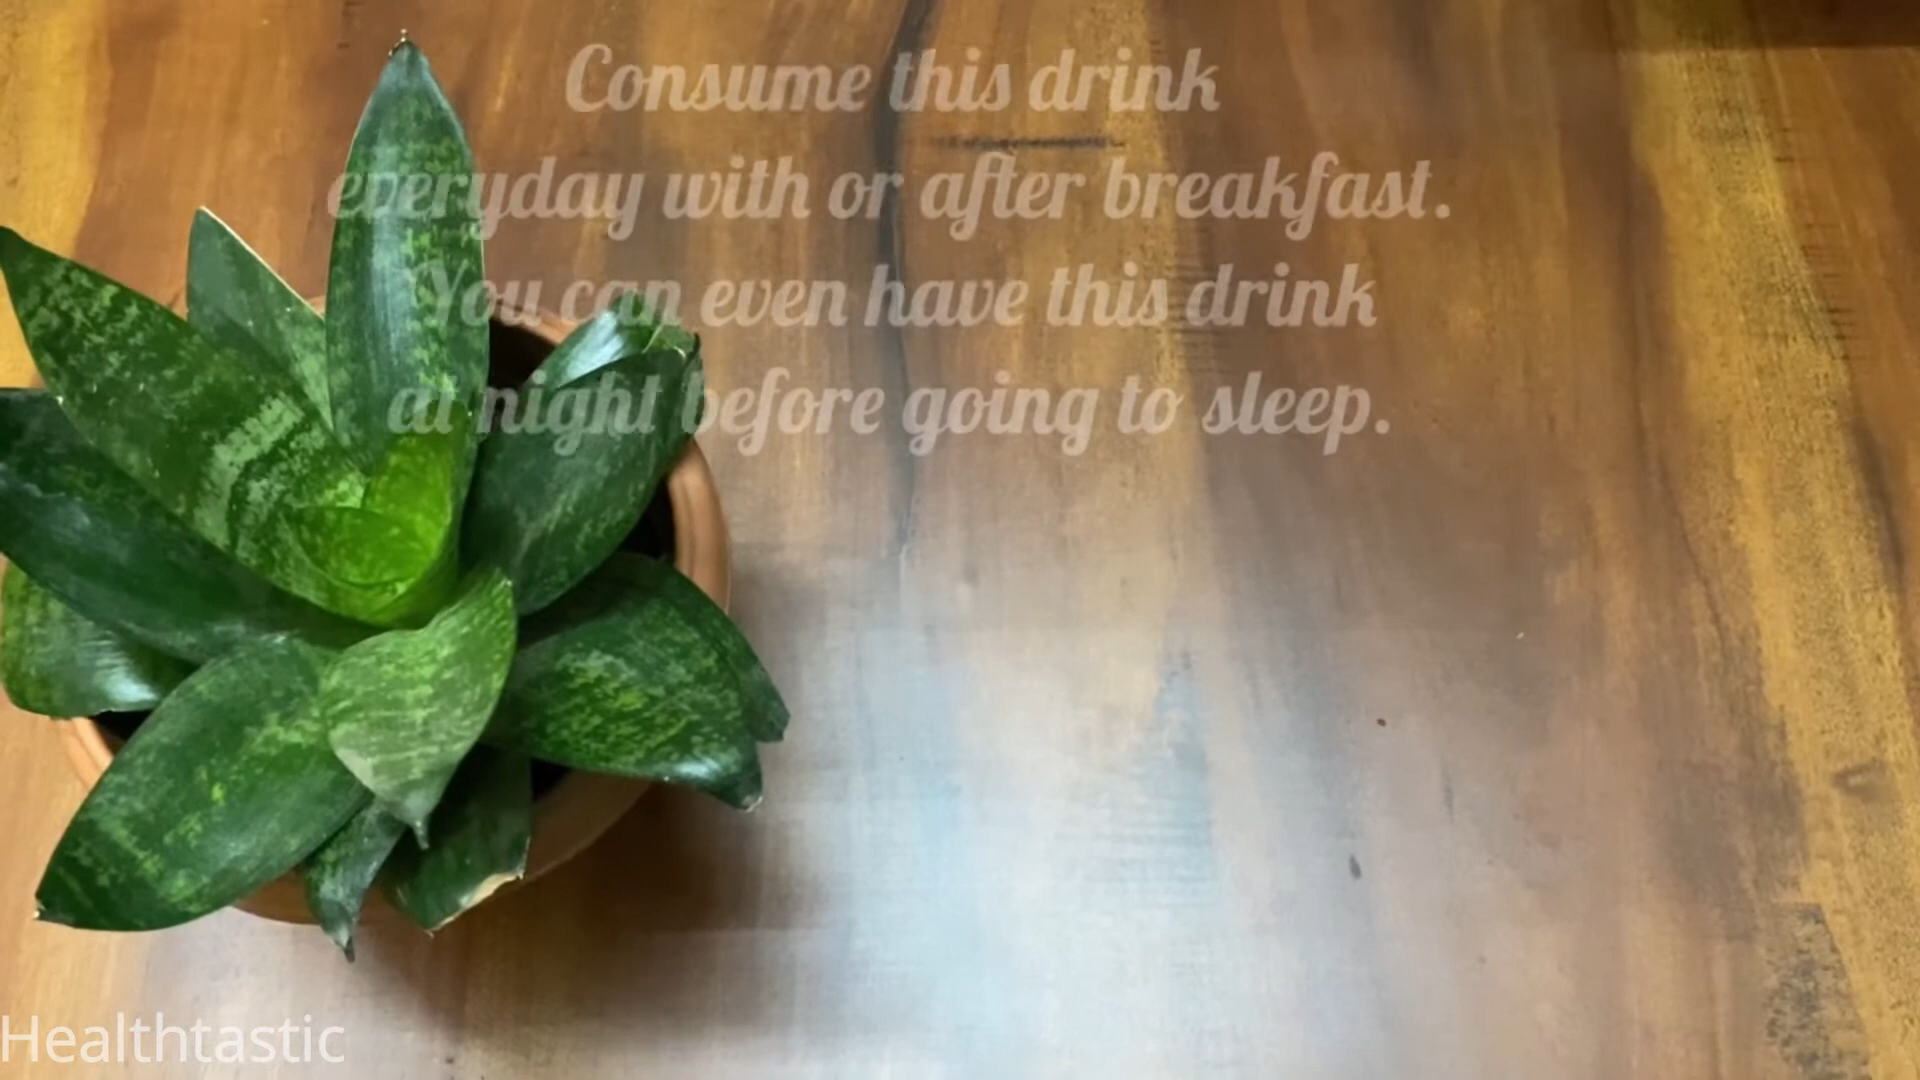 Consume this drink
everyday with or after breakfast.
You can even have this drink
at night before going to sleep.
Healthtastic